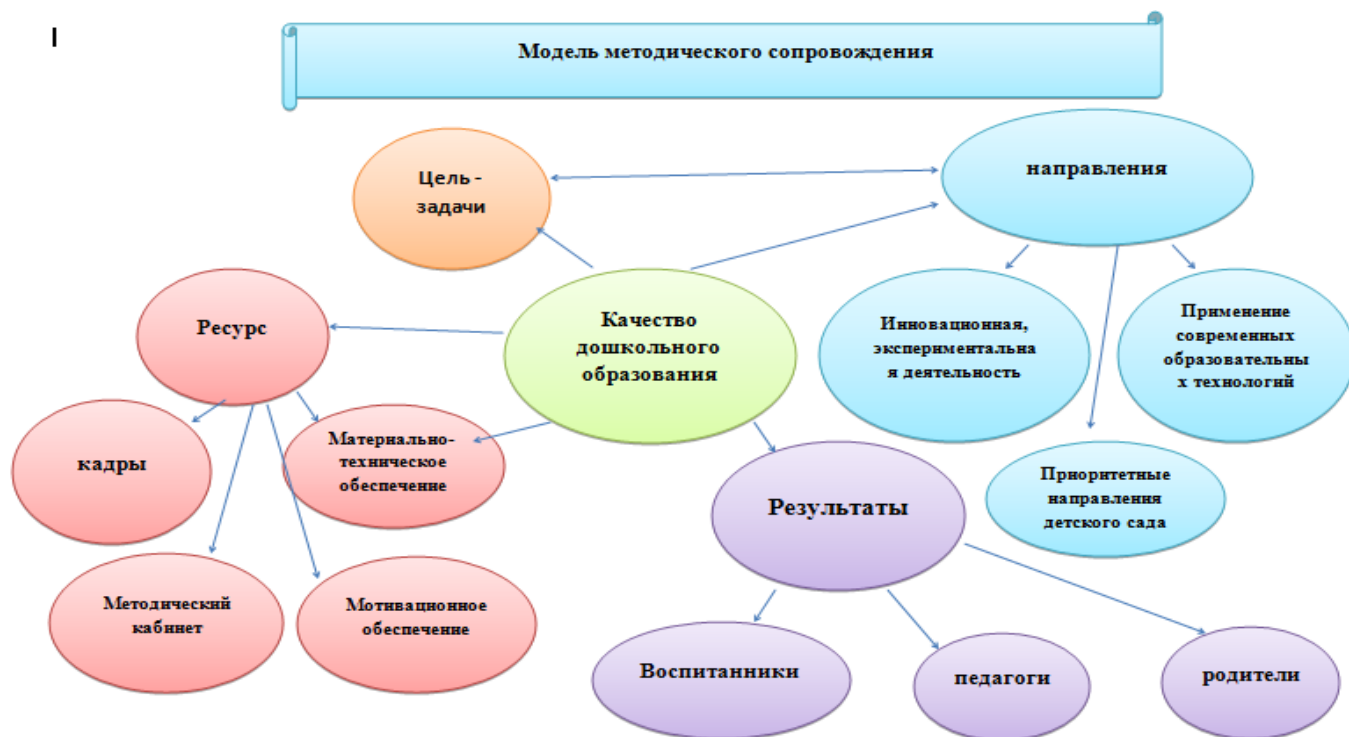 I
Модель методического сопровождения
Цель -
задачи
направления
Ресурс
Качество
дошкольного
образования
Инновационная,
экспериментальна
я деятельность
Применение
современных
образовательны
х технологий
кадры
Материально-
техническое
обеспечение
Результаты
Приоритетные
направления
детского сада
Методический
кабинет
Мотивационное
обеспечение
Воспитанники
педагоги
родители